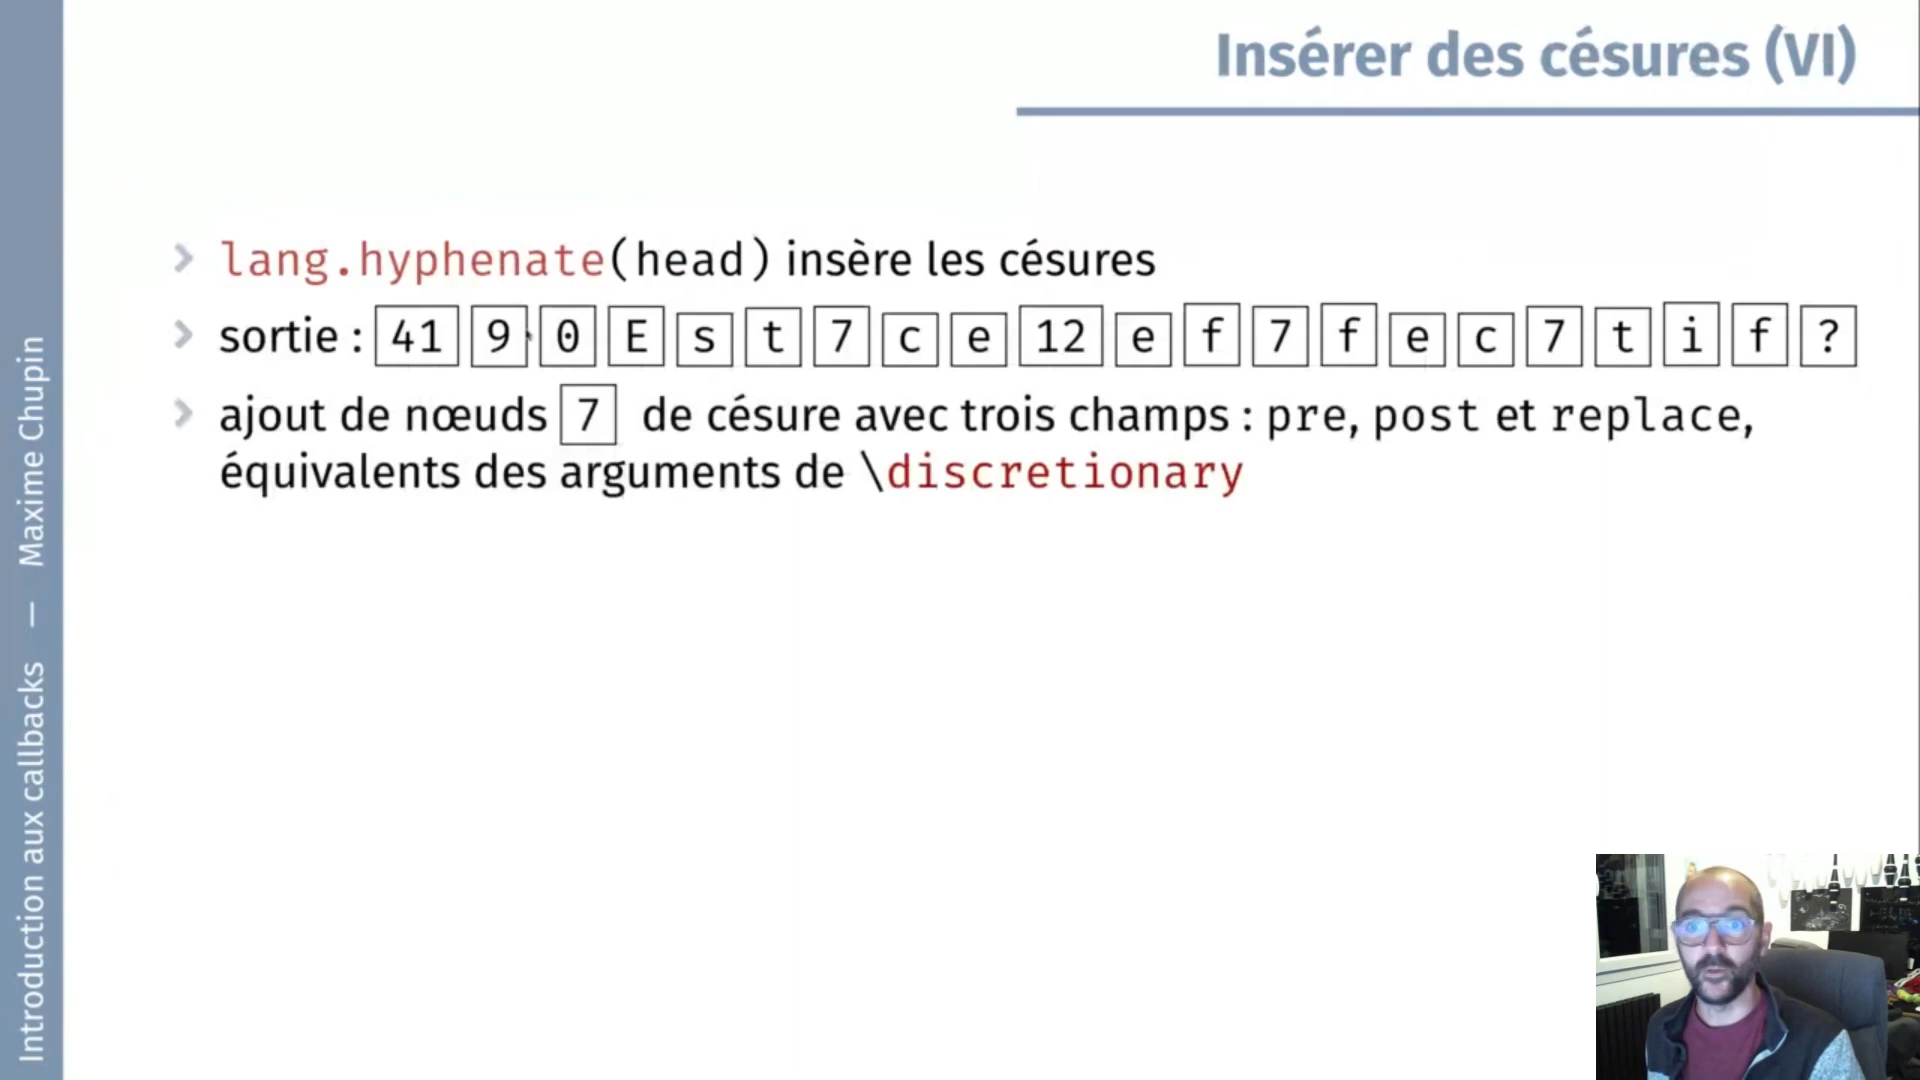 Insérer des césures (VI)
lang.hyphenate(head) insère les césures
sortie : 41 9 0 E s t 7 c e 12 e f 7 f e c 7 t i f ?
ajout de nœuds 7 de césure avec trois champs : pre, post et replace,
équivalents des arguments de \discretionary
Introduction aux callbacks — Maxime Chupin